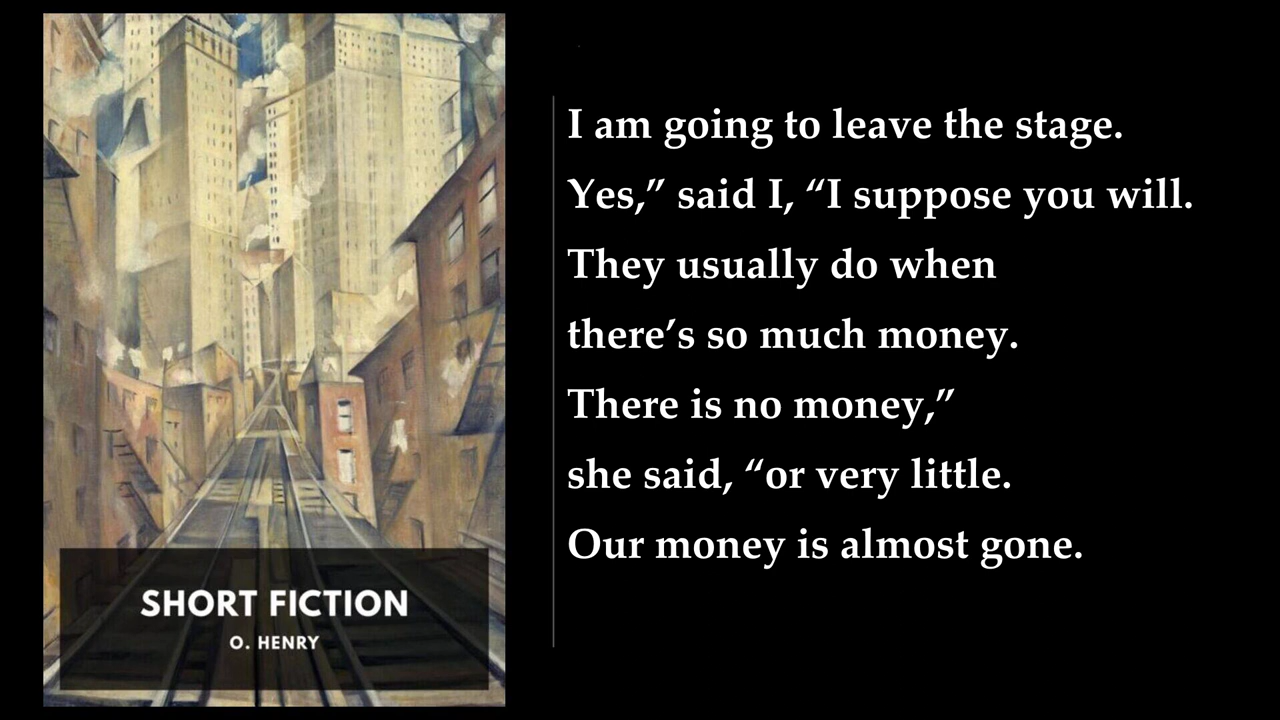 SHORT FICTION
O. HENRY
I am going to leave the stage.
Yes,” said I, “I suppose you will.
They usually do when
there’s so much money.
There is no money,”
she said, “or very little.
Our money is almost gone.